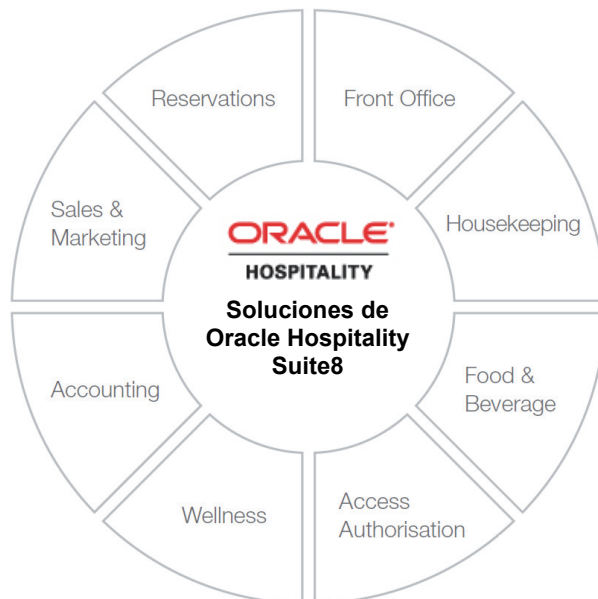 Reservations
Front Office
Sales &
Marketing
Housekeeping
ORACLE
HOSPITALITY
Soluciones de
Oracle Hospitality
Suite8
Accounting
Food &
Beverage
Wellness
Access
Authorisation